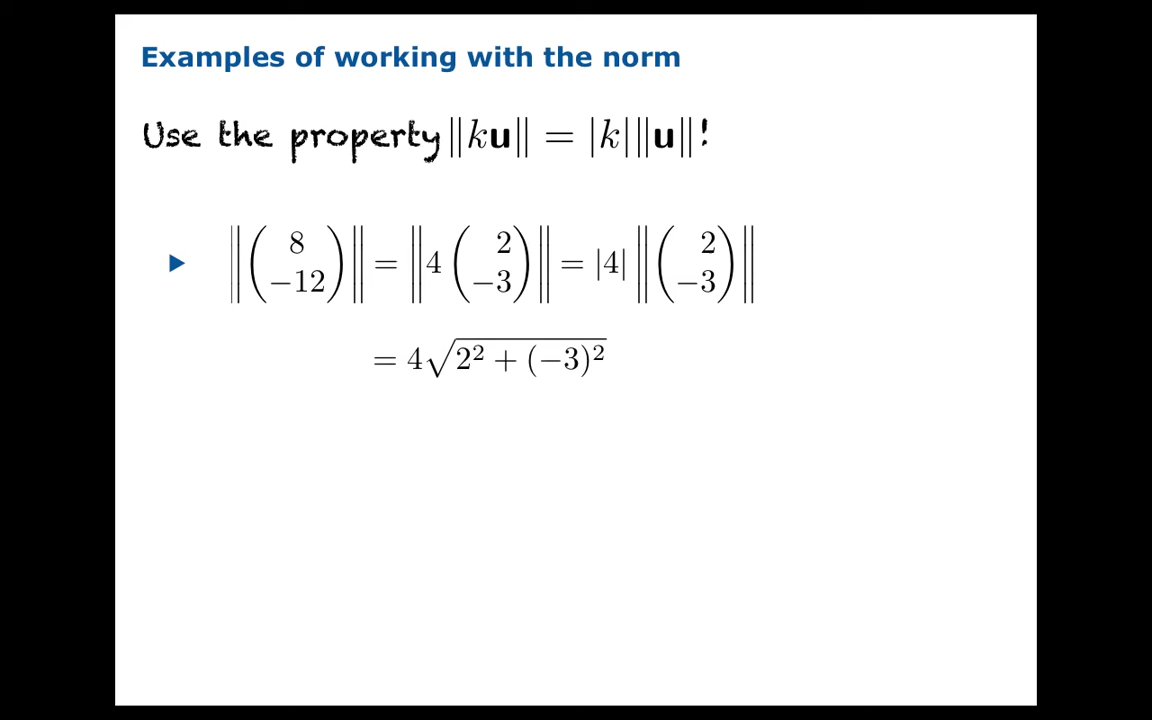 Examples of working with the norm
Use the property ‖k𝐮‖ = |k|‖𝐮‖!
▶ ‖(8 −12)‖ = ‖4 (2 −3)‖ = |4| ‖(2 −3)‖
= 4√(2² + (−3)²)